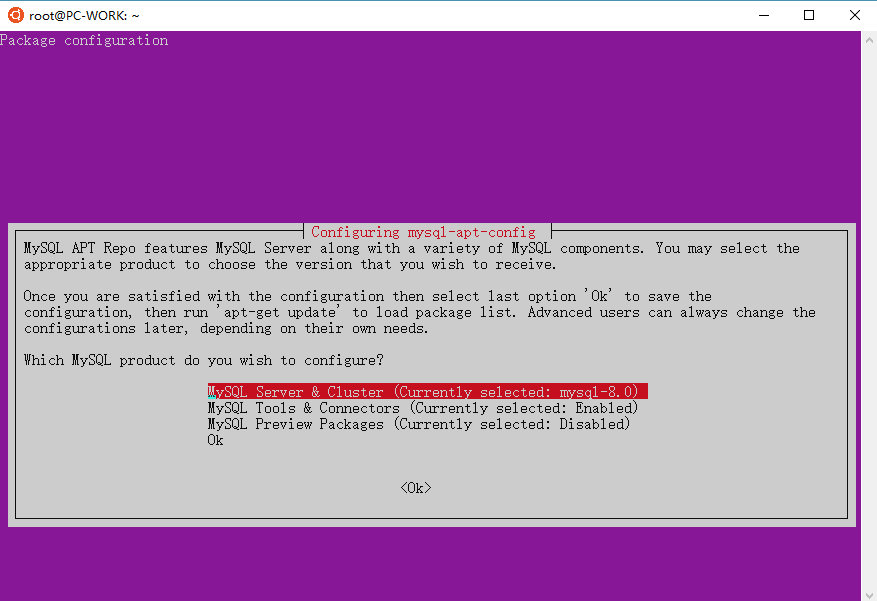 root@PC-WORK: ~
Package configuration
Configuring mysql-apt-config
MySQL APT Repo features MySQL Server along with a variety of MySQL components. You may select the
appropriate product to choose the version that you wish to receive.
Once you are satisfied with the configuration then select last option 'Ok' to save the
configuration, then run 'apt-get update' to load package list. Advanced users can always change the
configurations later, depending on their own needs.
Which MySQL product do you wish to configure?
MySQL Server & Cluster (Currently selected: mysql-8.0)
MySQL Tools & Connectors (Currently selected: Enabled)
MySQL Preview Packages (Currently selected: Disabled)
Ok
<Ok>